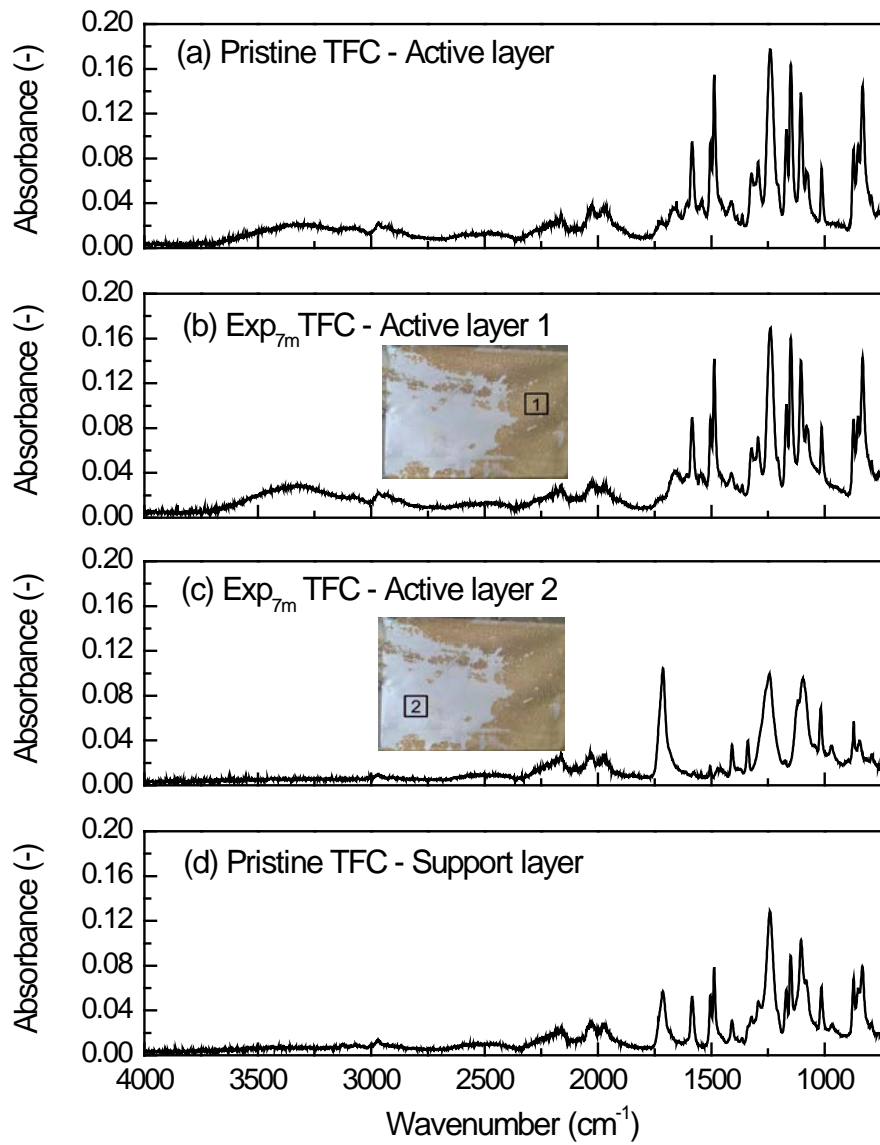 0.20
0.16
0.12
0.08
0.04
0.00
Absorbance (-)
(a) Pristine TFC - Active layer
0.20
0.16
0.12
0.08
0.04
0.00
Absorbance (-)
(b) Exp7m TFC - Active layer 1
1
0.20
0.16
0.12
0.08
0.04
0.00
Absorbance (-)
(c) Exp7m TFC - Active layer 2
2
0.20
0.16
0.12
0.08
0.04
0.00
Absorbance (-)
(d) Pristine TFC - Support layer
4000 3500 3000 2500 2000 1500 1000
Wavenumber (cm-1)